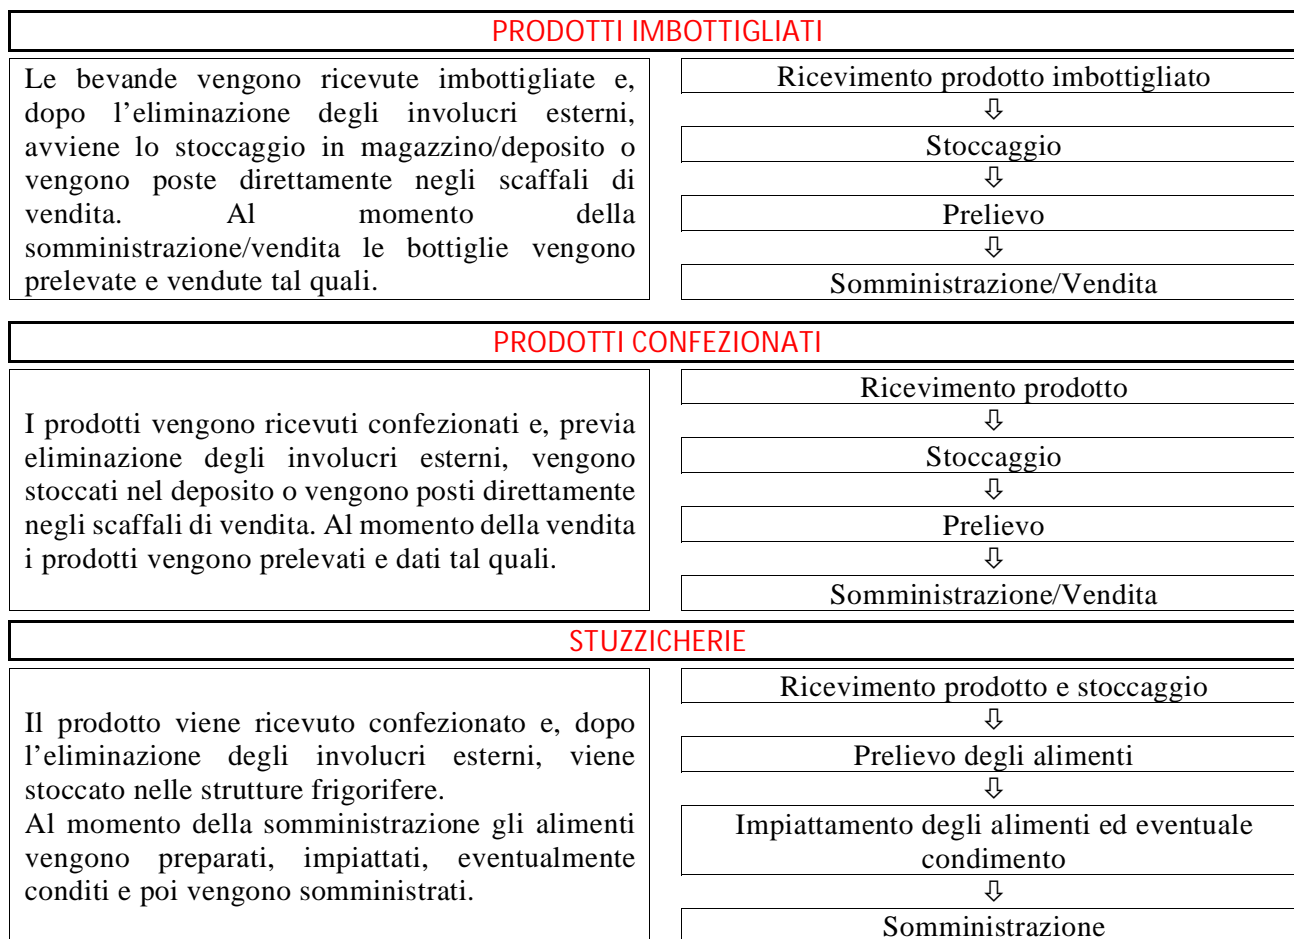 PRODOTTI IMBOTTIGLIATI
Le bevande vengono ricevute imbottigliate e,
dopo l’eliminazione degli involucri esterni,
avviene lo stoccaggio in magazzino/deposito o
vengono poste direttamente negli scaffali di
vendita. Al momento della
somministrazione/vendita le bottiglie vengono
prelevate e vendute tal quali.
Ricevimento prodotto imbottigliato
⇩
Stoccaggio
⇩
Prelievo
⇩
Somministrazione/Vendita
PRODOTTI CONFEZIONATI
I prodotti vengono ricevuti confezionati e, previa
eliminazione degli involucri esterni, vengono
stoccati nel deposito o vengono posti direttamente
negli scaffali di vendita. Al momento della vendita
i prodotti vengono prelevati e dati tal quali.
Ricevimento prodotto
⇩
Stoccaggio
⇩
Prelievo
⇩
Somministrazione/Vendita
STUZZICHERIE
Il prodotto viene ricevuto confezionato e, dopo
l’eliminazione degli involucri esterni, viene
stoccato nelle strutture frigorifere.
Al momento della somministrazione gli alimenti
vengono preparati, impiattati, eventualmente
conditi e poi vengono somministrati.
Ricevimento prodotto e stoccaggio
⇩
Prelievo degli alimenti
⇩
Impiattamento degli alimenti ed eventuale
condimento
⇩
Somministrazione